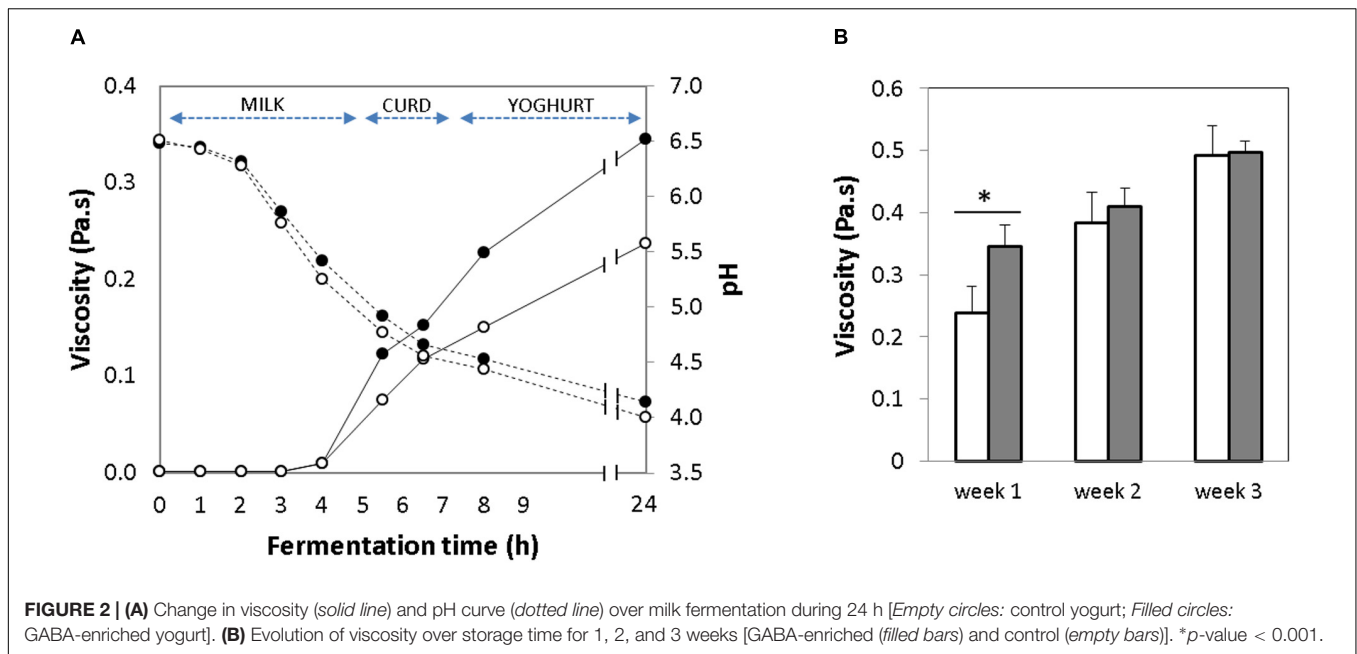 A
B
0.4
0.3
0.2
0.1
0.0
Viscosity (Pa.s)
MILK
CURD
YOGHURT
7.0
6.5
6.0
5.5
5.0
4.5
4.0
3.5
pH
0 1 2 3 4 5 6 7 8 9 24
Fermentation time (h)
0.6
0.5
0.4
0.3
0.2
0.1
0
Viscosity (Pa.s)
*
week 1 week 2 week 3
FIGURE 2 | (A) Change in viscosity (solid line) and pH curve (dotted line) over milk fermentation during 24 h [Empty circles: control yogurt; Filled circles:
GABA-enriched yogurt]. (B) Evolution of viscosity over storage time for 1, 2, and 3 weeks [GABA-enriched (filled bars) and control (empty bars)]. *p-value < 0.001.